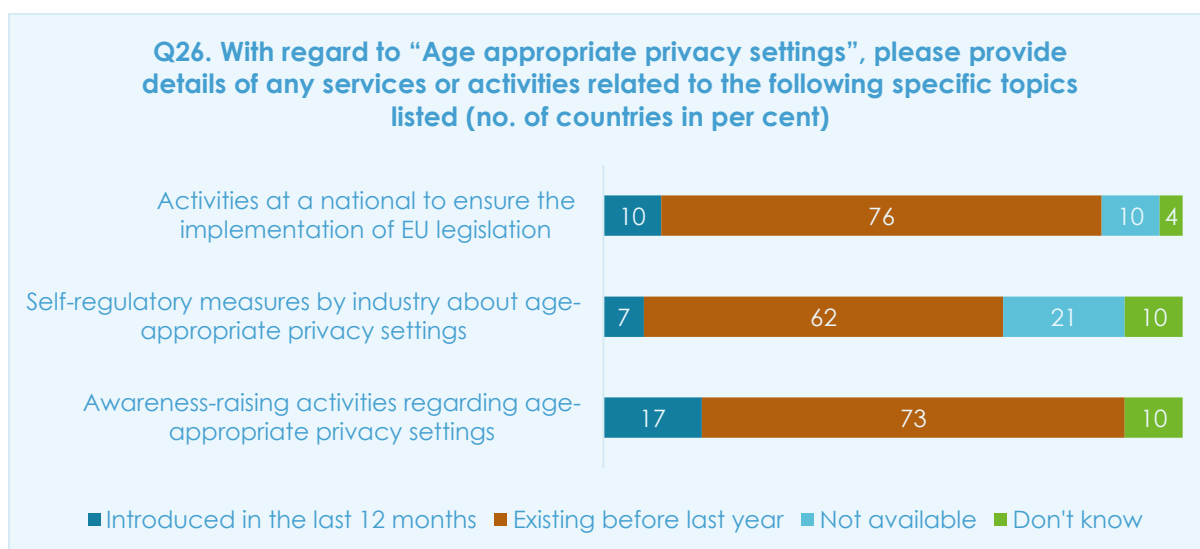 Q26. With regard to “Age appropriate privacy settings”, please provide
details of any services or activities related to the following specific topics
listed (no. of countries in per cent)
Activities at a national to ensure the
implementation of EU legislation
10 76 10 4
Self-regulatory measures by industry about age-
appropriate privacy settings
7 62 21 10
Awareness-raising activities regarding age-
appropriate privacy settings
17 73 10
Introduced in the last 12 months Existing before last year Not available Don't know